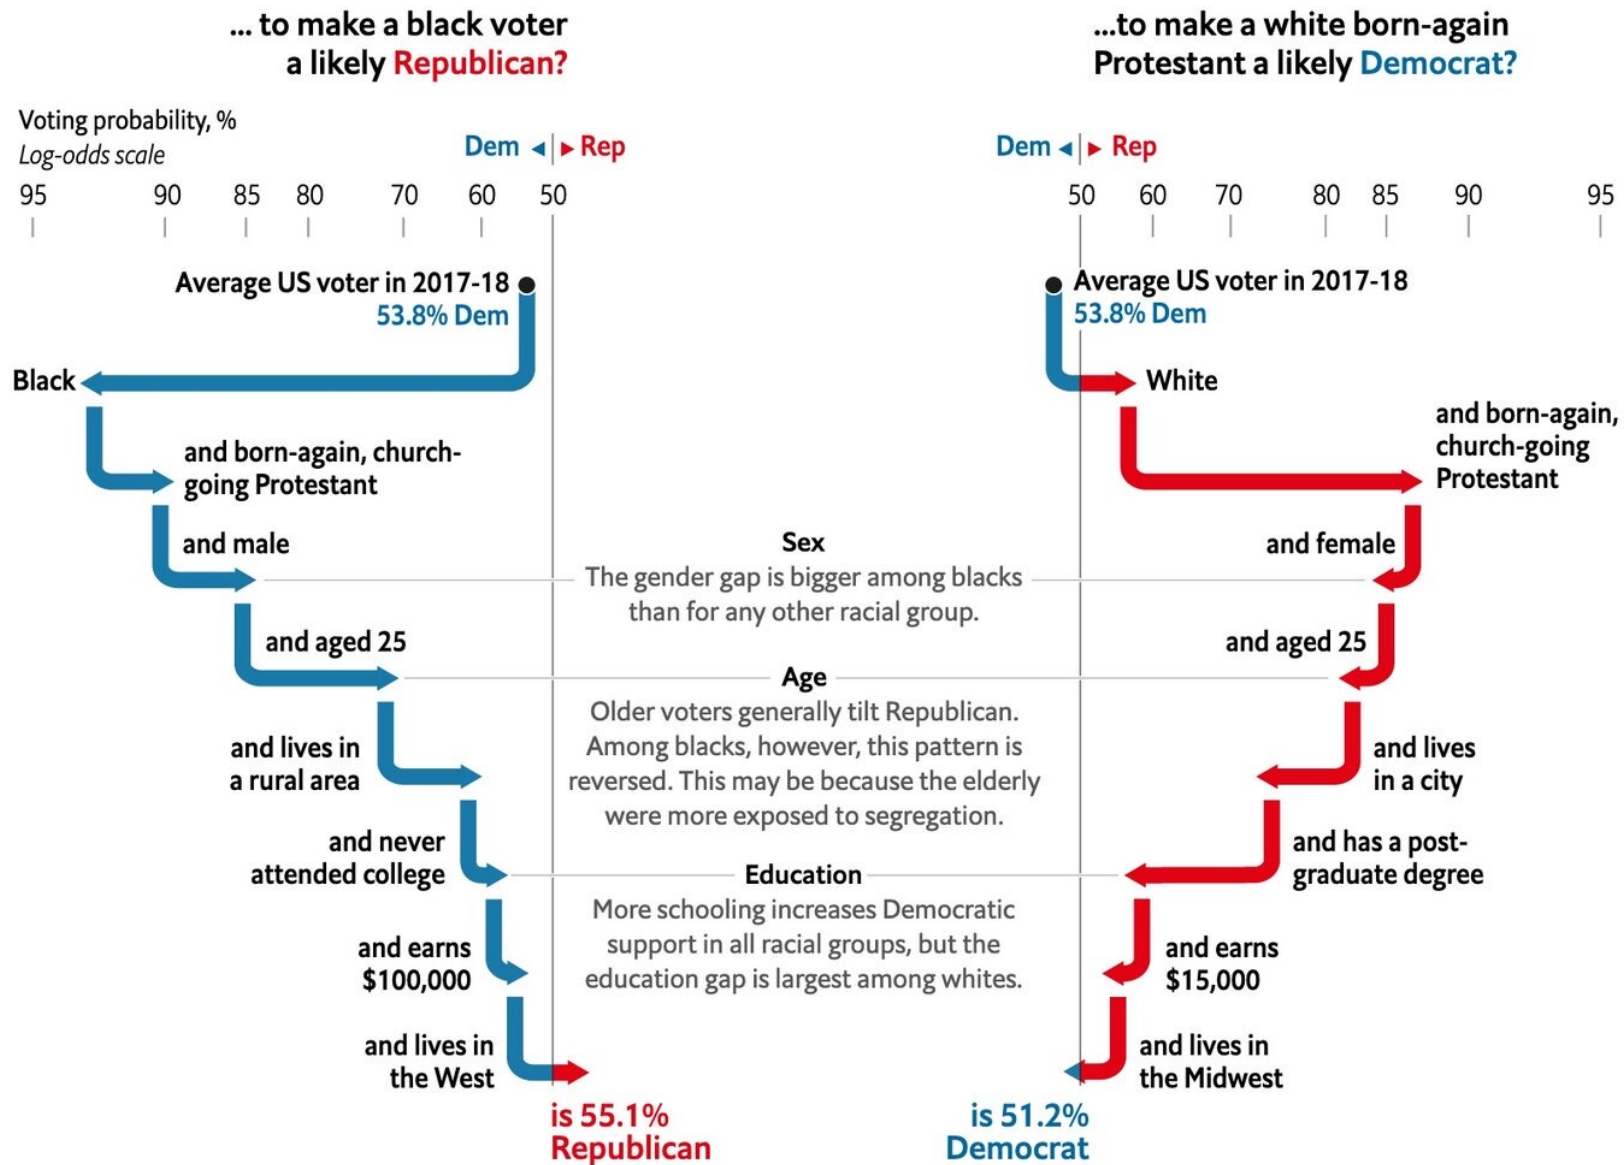 ... to make a black voter
a likely Republican?
Voting probability, %
Log-odds scale
Dem ◄ ► Rep
95 90 85 80 70 60 50
Average US voter in 2017-18
53.8% Dem
Black
and born-again, church-
going Protestant
and male
and aged 25
and lives in
a rural area
and never
attended college
and earns
$100,000
and lives in
the West
is 55.1%
Republican
Sex
The gender gap is bigger among blacks
than for any other racial group.
Age
Older voters generally tilt Republican.
Among blacks, however, this pattern is
reversed. This may be because the elderly
were more exposed to segregation.
Education
More schooling increases Democratic
support in all racial groups, but the
education gap is largest among whites.
...to make a white born-again
Protestant a likely Democrat?
Dem ◄ ► Rep
50 60 70 80 85 90 95
Average US voter in 2017-18
53.8% Dem
White
and born-again,
church-going
Protestant
and female
and aged 25
and lives
in a city
and has a post-
graduate degree
and earns
$15,000
and lives in
the Midwest
is 51.2%
Democrat